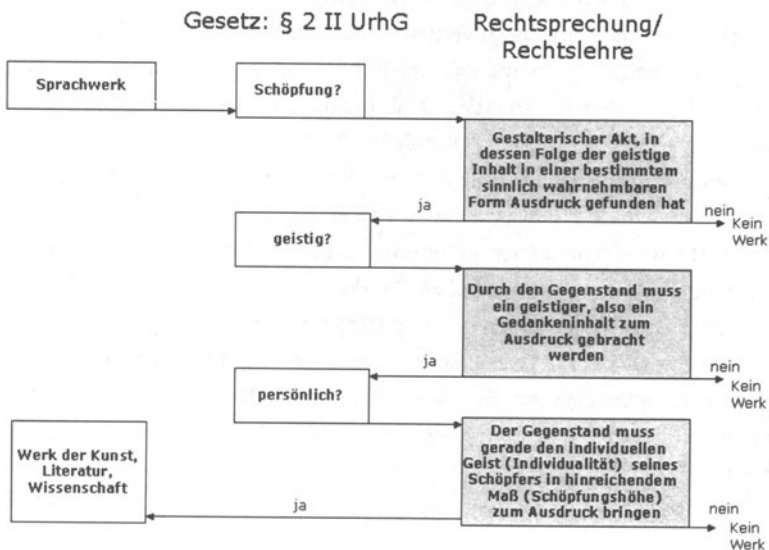 Gesetz: § 2 II UrhG
Rechtsprechung/
Rechtslehre
Sprachwerk
Schöpfung?
Gestalterischer Akt, in
dessen Folge der geistige
Inhalt in einer bestimmtem
sinnlich wahrnehmbaren
Form Ausdruck gefunden hat
ja
nein
Kein
Werk
geistig?
Durch den Gegenstand muss
ein geistiger, also ein
Gedankeninhalt zum
Ausdruck gebracht
werden
ja
nein
Kein
Werk
persönlich?
Der Gegenstand muss
gerade den individuellen
Geist (Individualität) seines
Schöpfers in hinreichendem
Maß (Schöpfungshöhe)
zum Ausdruck bringen
Werk der Kunst,
Literatur,
Wissenschaft
ja
nein
Kein
Werk